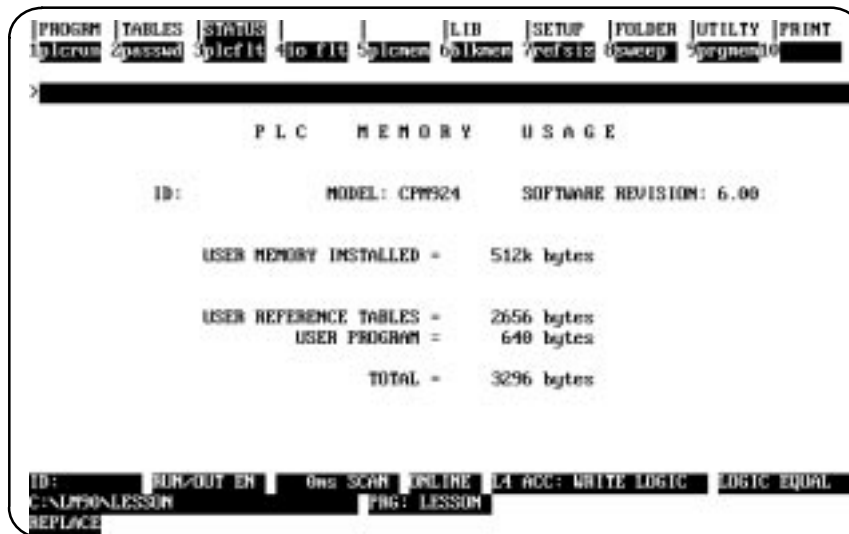 |PROGRM |TABLES |STATUS | | |LIB |SETUP |FOLDER |UTILTY |PRINT
1plcrun 2passwd 3plcflt 4io flt 5plcmem 6blkmem 7refsiz 8sweep 9prgmem10
>
P L C M E M O R Y U S A G E
ID: MODEL: CPM924 SOFTWARE REVISION: 6.00
USER MEMORY INSTALLED = 512k bytes
USER REFERENCE TABLES = 2656 bytes
USER PROGRAM = 640 bytes
TOTAL = 3296 bytes
ID: RUN/OUT EN 0ms SCAN ONLINE L4 ACC: WRITE LOGIC LOGIC EQUAL
C:\LM90\LESSON PRG: LESSON
REPLACE